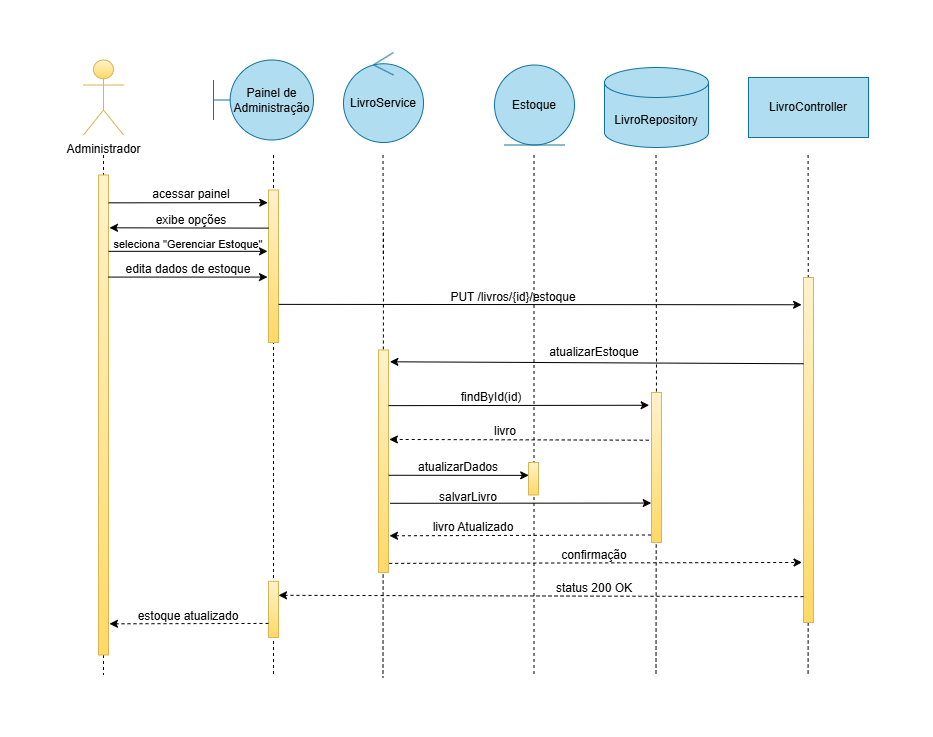 Painel de
Administração
LivroService
Estoque
LivroRepository
LivroController
Administrador
acessar painel
exibe opções
seleciona "Gerenciar Estoque"
edita dados de estoque
PUT /livros/{id}/estoque
atualizarEstoque
findById(id)
livro
atualizarDados
salvarLivro
livro Atualizado
confirmação
status 200 OK
estoque atualizado